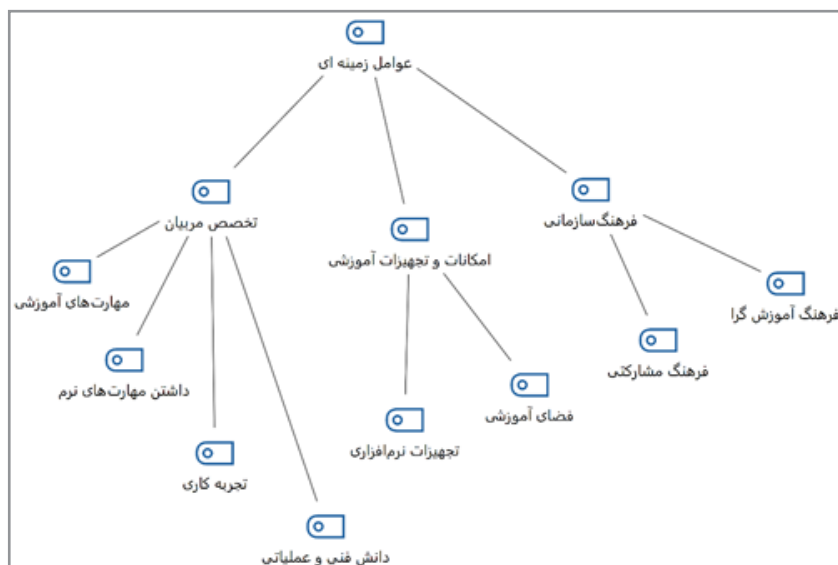 عوامل زمینه ای
فرهنگ‌سازمانی
تخصص مربیان
امکانات و تجهیزات آموزشی
فرهنگ آموزش گرا
مهارت‌های آموزشی
فرهنگ مشارکتی
داشتن مهارت‌های نرم
فضای آموزشی
تجهیزات نرم‌افزاری
تجربه کاری
دانش فنی و عملیاتی